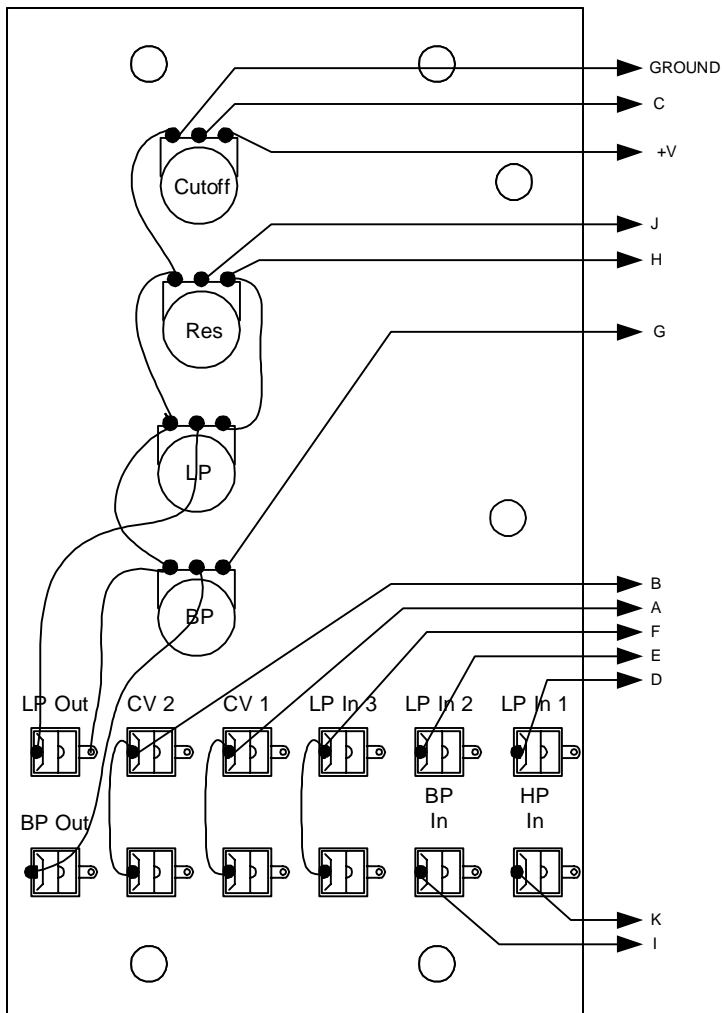 GROUND
C
+V
Cutoff
J
H
Res
G
LP
B
A
BP
F
E
D
LP Out CV 2 CV 1 LP In 3 LP In 2 LP In 1
BP
In
HP
In
BP Out
K
I